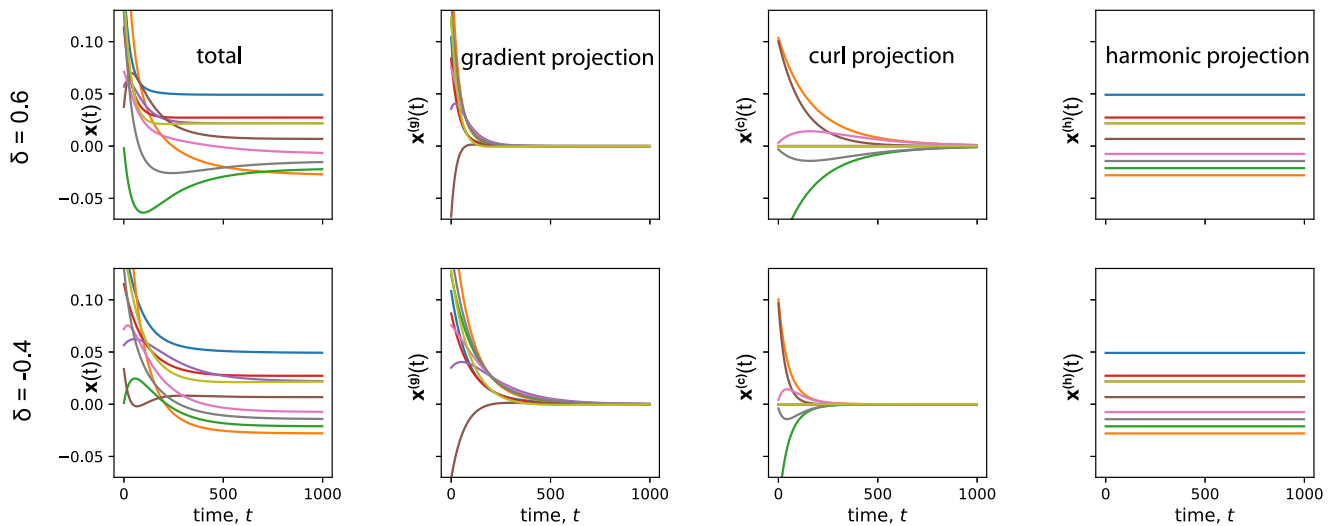 total
gradient projection
curl projection
harmonic projection
δ = 0.6
x(t)
x(g)(t)
x(c)(t)
x(h)(t)
0.10
0.05
0.00
−0.05
δ = -0.4
x(t)
x(g)(t)
x(c)(t)
x(h)(t)
0.10
0.05
0.00
−0.05
0 500 1000
0 500 1000
0 500 1000
0 500 1000
time, t
time, t
time, t
time, t